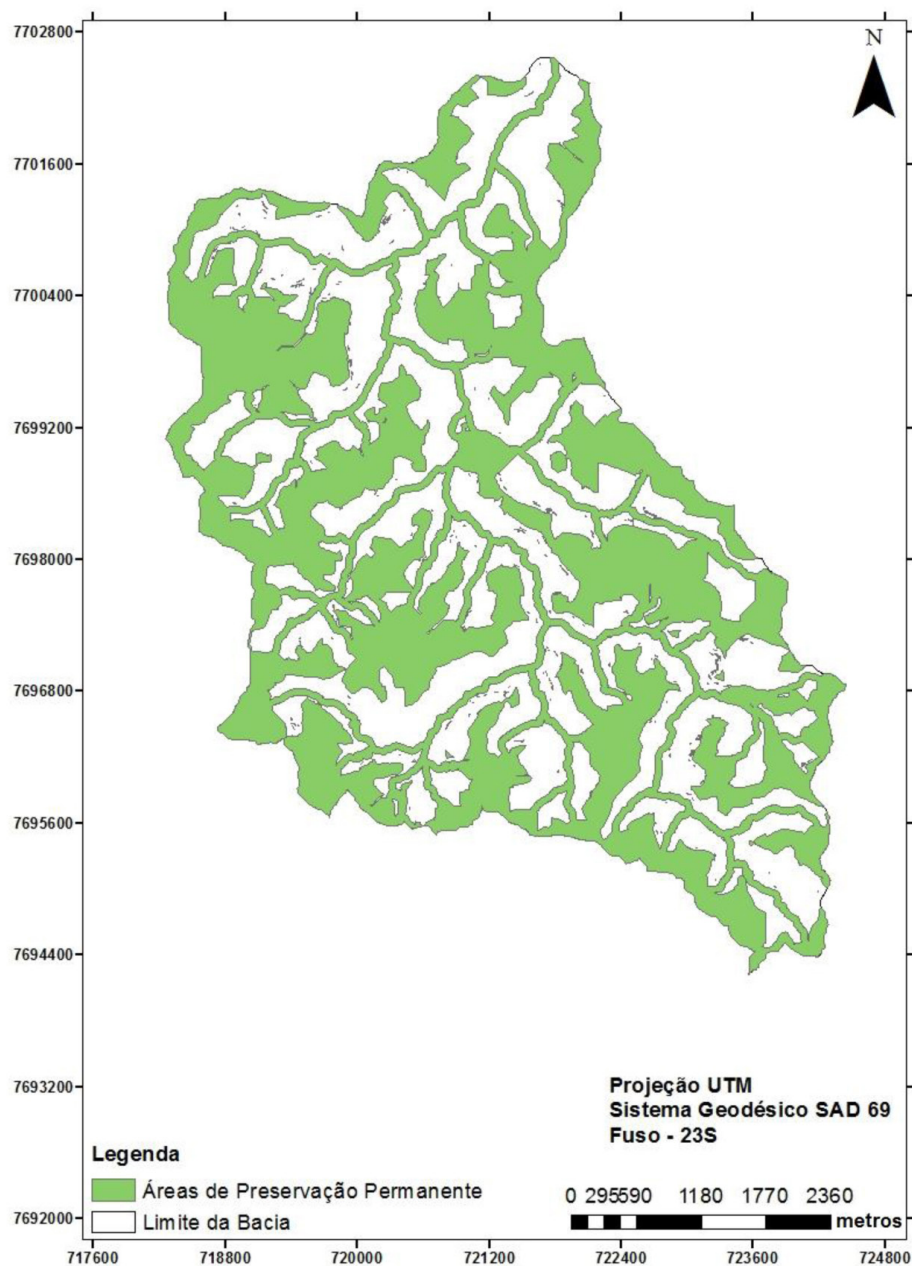 7702800
N
7701600
7700400
7699200
7698000
7696800
7695600
7694400
7693200
Projeção UTM
Sistema Geodésico SAD 69
Fuso - 23S
Legenda
Áreas de Preservação Permanente
Limite da Bacia
0 295590 1180 1770 2360
metros
7692000
717600 718800 720000 721200 722400 723600 724800